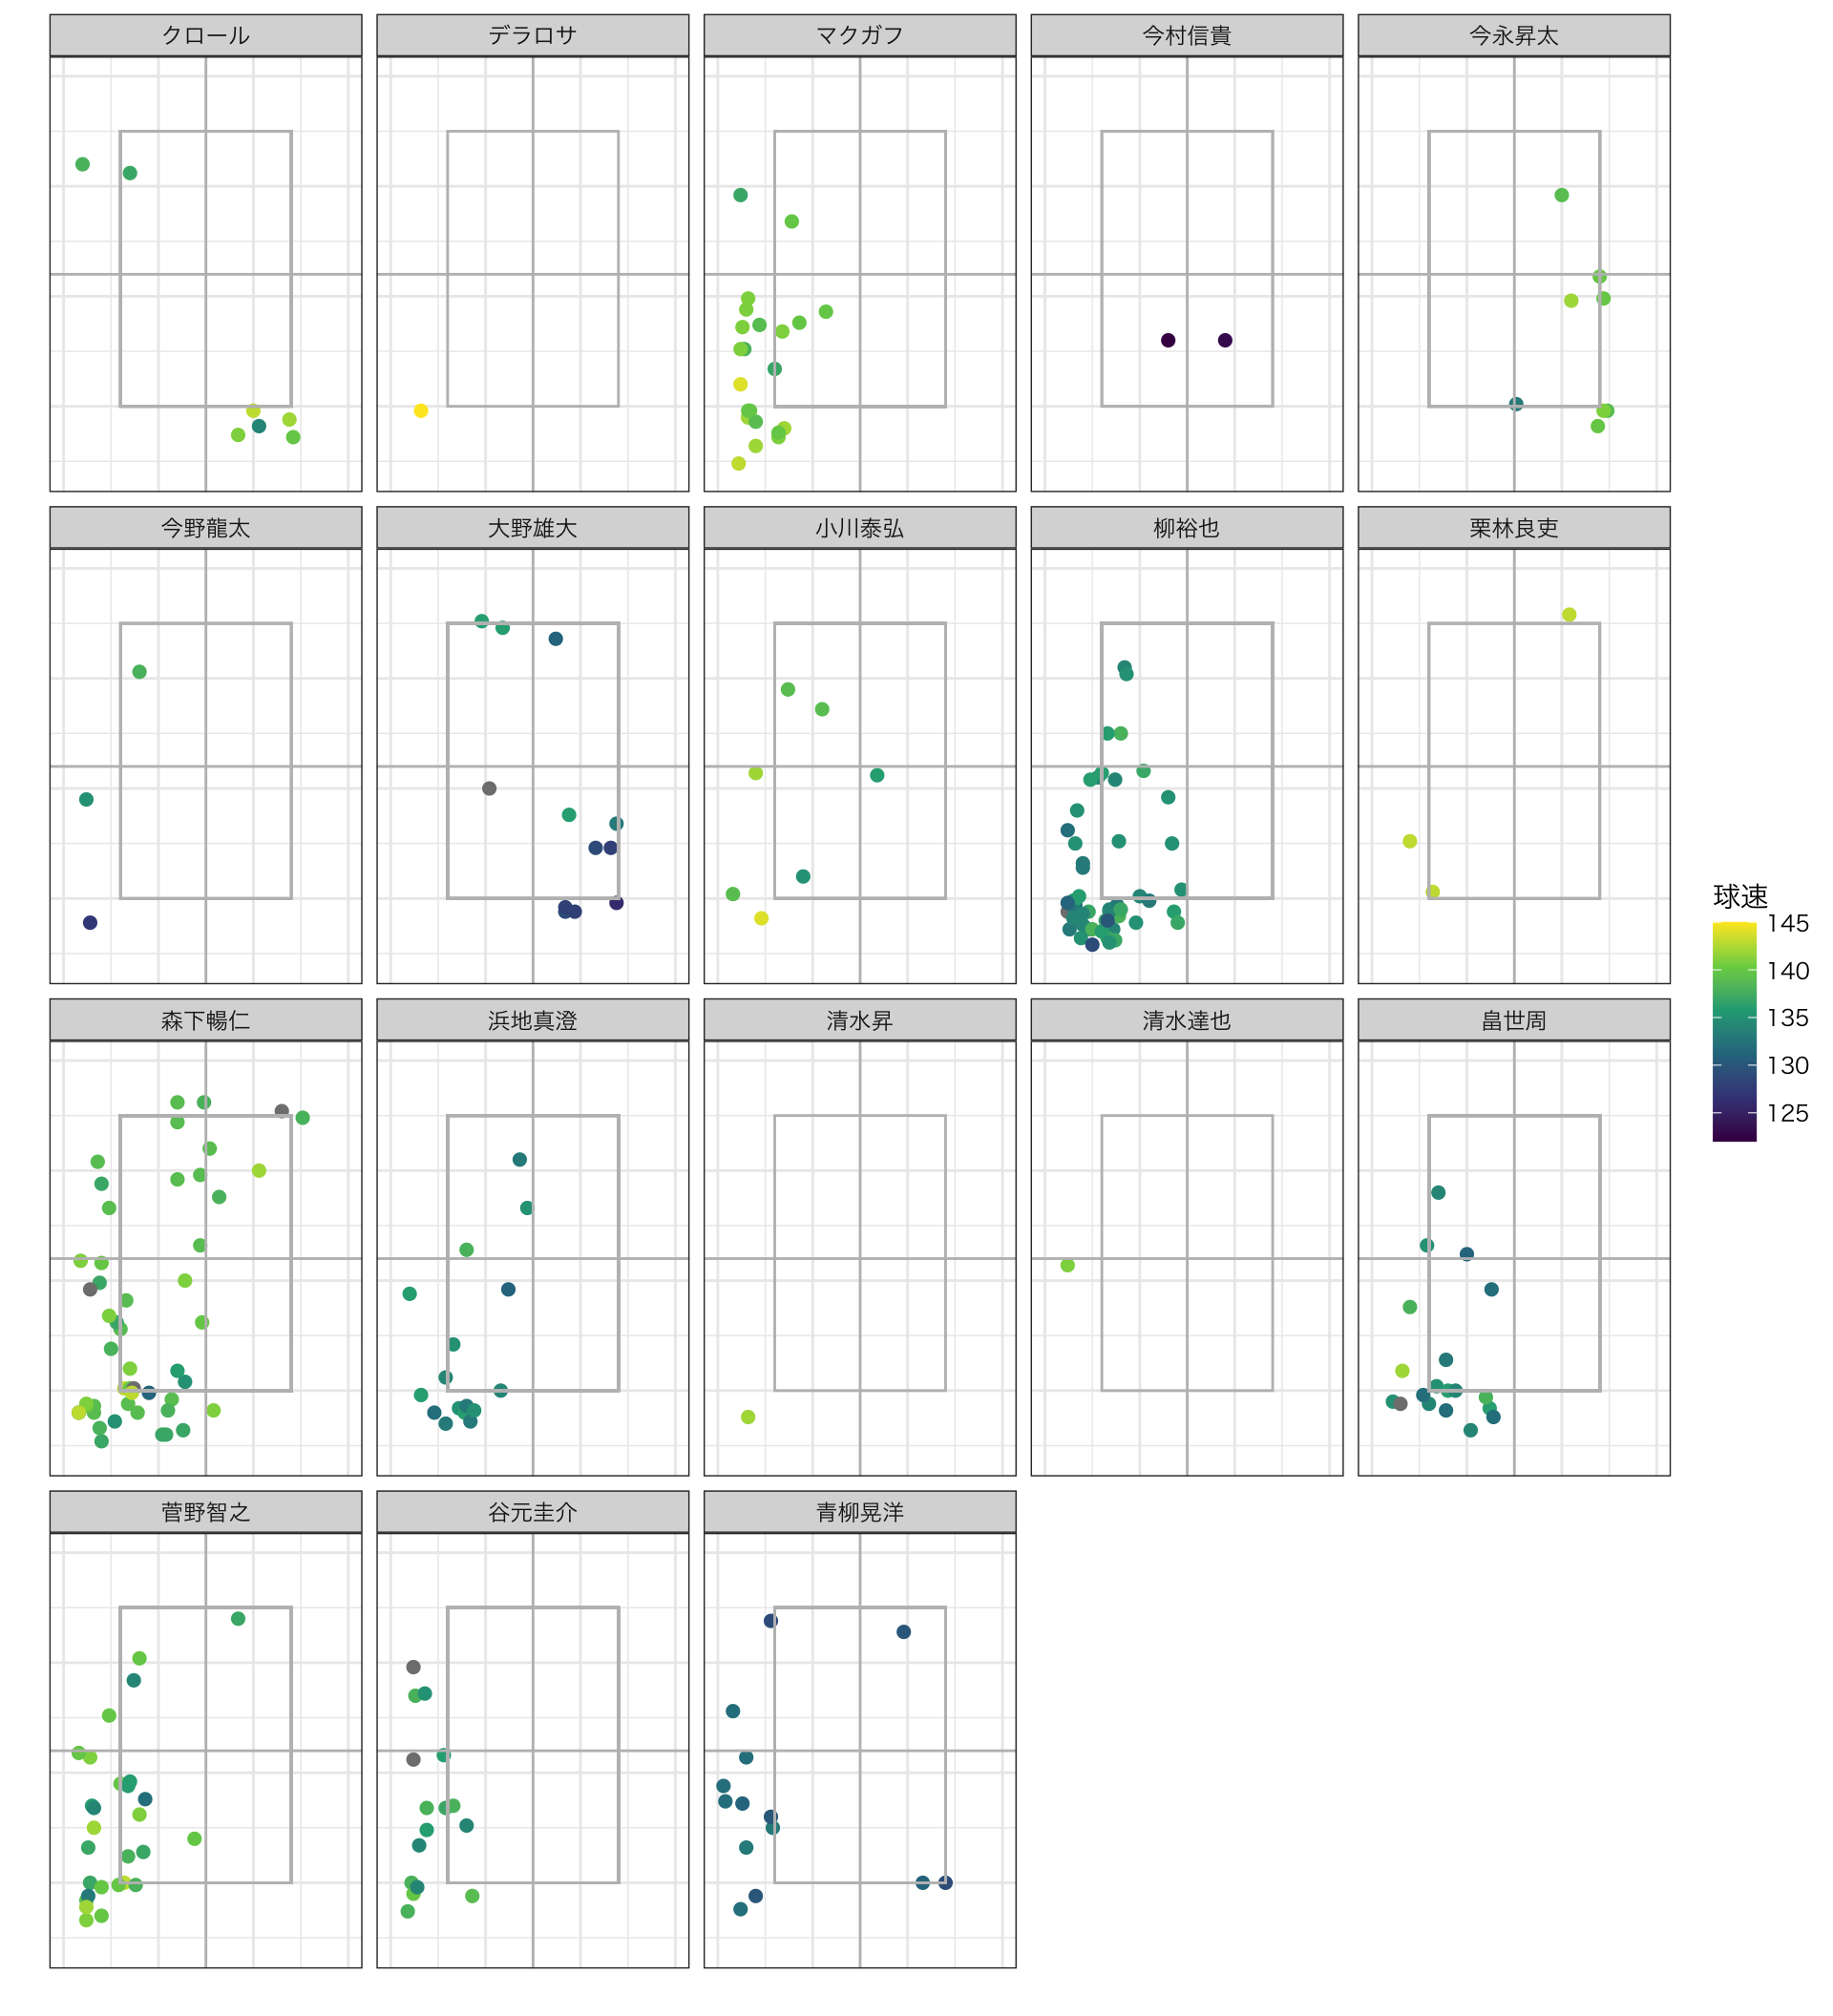 クロール
デラロサ
マクガフ
今村信貴
今永昇太
今野龍太
大野雄大
小川泰弘
柳裕也
栗林良吏
森下暢仁
浜地真澄
清水昇
清水達也
畠世周
菅野智之
谷元圭介
青柳晃洋
球速
145
140
135
130
125